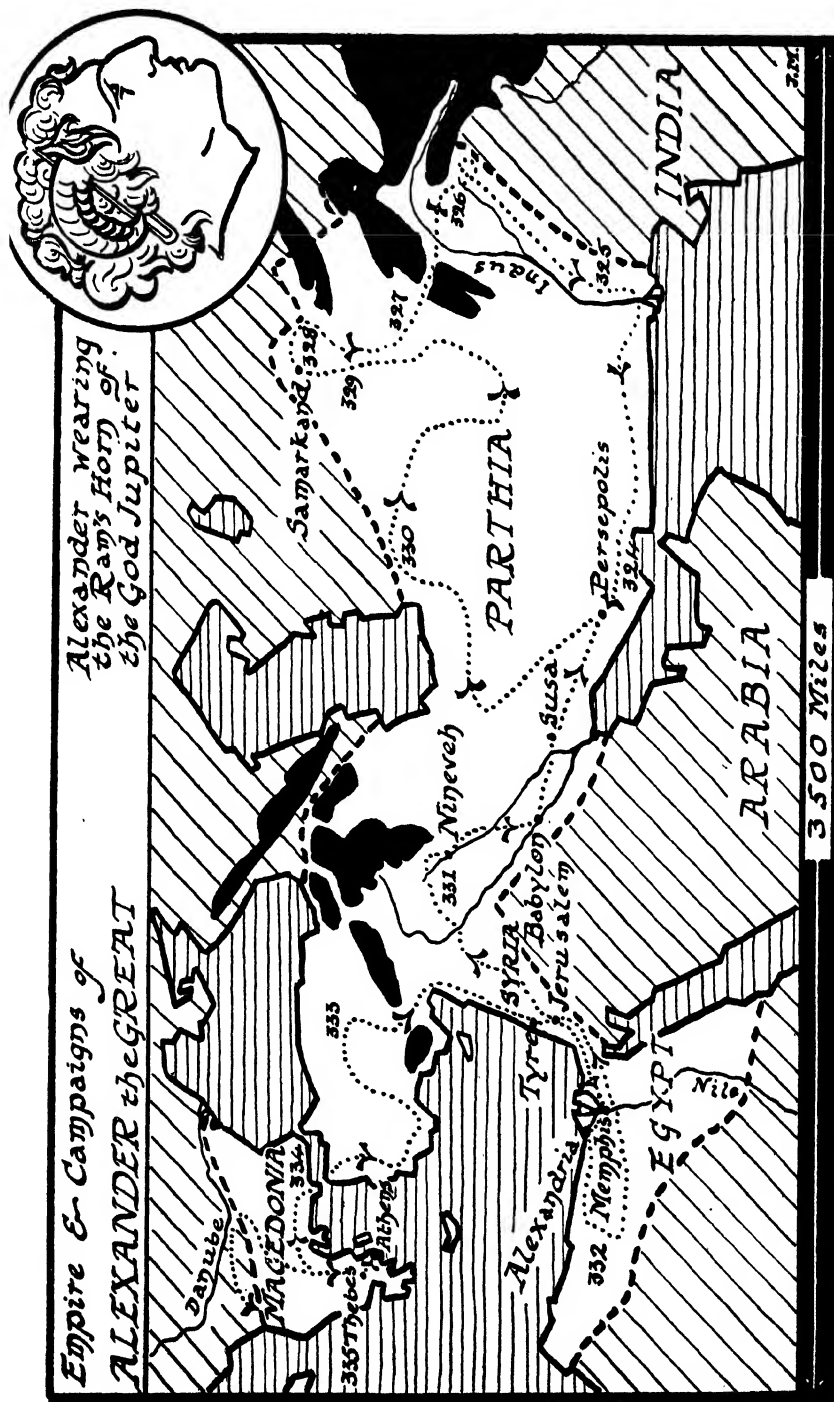 Empire & Campaigns of
ALEXANDER the GREAT
Alexander wearing
the Ram's Horn of
the God Jupiter
Danube
MACEDONIA
334
335 Thebes
Athens
333
Tyre
SYRIA
Babylon
Jerusalem
Alexandria
332 Memphis
EGYPT
Nile
331
Nineveh
Susa
Persepolis
324
PARTHIA
330
Samarkand
328
329
327
326
Indus
325
INDIA
ARABIA
J.M.
3500 Miles